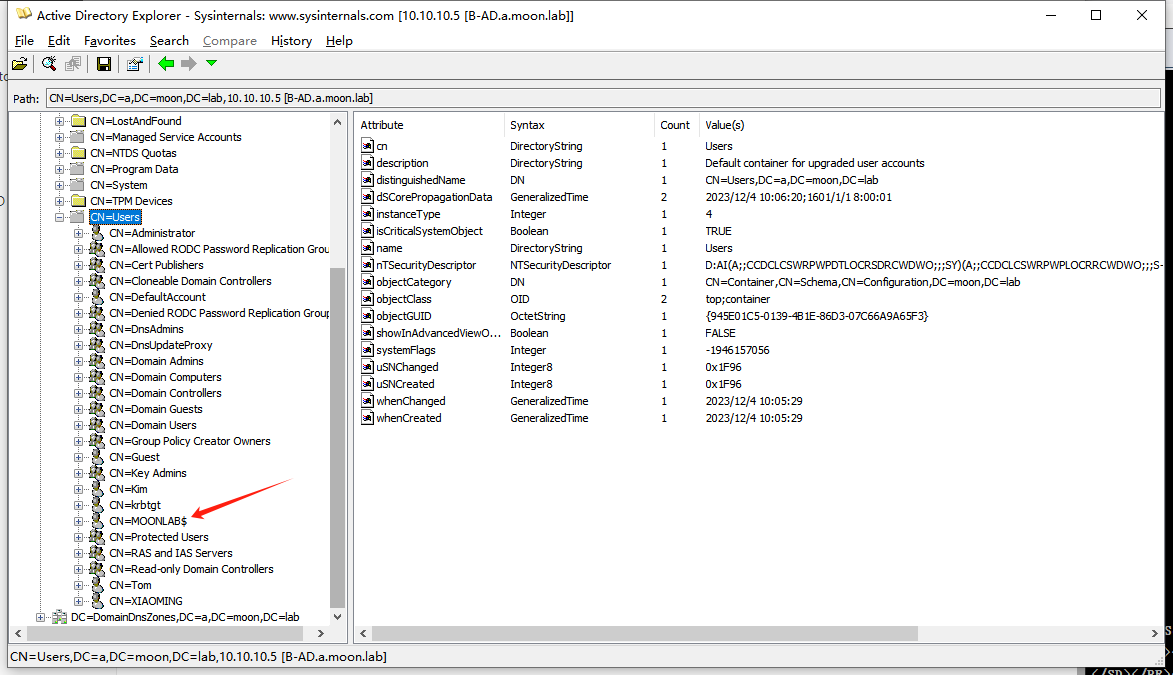 Active Directory Explorer - Sysinternals: www.sysinternals.com [10.10.10.5 [B-AD.a.moon.lab]]
File Edit Favorites Search Compare History Help
Path: CN=Users,DC=a,DC=moon,DC=lab,10.10.10.5 [B-AD.a.moon.lab]
CN=LostAndFound
CN=Managed Service Accounts
CN=NTDS Quotas
CN=Program Data
CN=System
CN=TPM Devices
CN=Users
CN=Administrator
CN=Allowed RODC Password Replication Grou
CN=Cert Publishers
CN=Cloneable Domain Controllers
CN=DefaultAccount
CN=Denied RODC Password Replication Group
CN=DnsAdmins
CN=DnsUpdateProxy
CN=Domain Admins
CN=Domain Computers
CN=Domain Controllers
CN=Domain Guests
CN=Domain Users
CN=Group Policy Creator Owners
CN=Guest
CN=Key Admins
CN=Kim
CN=krbtgt
CN=MOONLAB$
CN=Protected Users
CN=RAS and IAS Servers
CN=Read-only Domain Controllers
CN=Tom
CN=XIAOMING
DC=DomainDnsZones,DC=a,DC=moon,DC=lab
Attribute Syntax Count Value(s)
cn DirectoryString 1 Users
description DirectoryString 1 Default container for upgraded user accounts
distinguishedName DN 1 CN=Users,DC=a,DC=moon,DC=lab
dSCorePropagationData GeneralizedTime 2 2023/12/4 10:06:20;1601/1/1 8:00:01
instanceType Integer 1 4
isCriticalSystemObject Boolean 1 TRUE
name DirectoryString 1 Users
nTSecurityDescriptor NTSecurityDescriptor 1 D:AI(A;;CCDCLCSWRPWPDTLOCRSDRCWDWO;;;SY)(A;;CCDCLCSWRPWPLOCRRCWDWO;;;S-
objectCategory DN 1 CN=Container,CN=Schema,CN=Configuration,DC=moon,DC=lab
objectClass OID 2 top;container
objectGUID OctetString 1 {945E01C5-0139-4B1E-86D3-07C66A9A65F3}
showInAdvancedViewO... Boolean 1 FALSE
systemFlags Integer 1 -1946157056
uSNChanged Integer8 1 0x1F96
uSNCreated Integer8 1 0x1F96
whenChanged GeneralizedTime 1 2023/12/4 10:05:29
whenCreated GeneralizedTime 1 2023/12/4 10:05:29
CN=Users,DC=a,DC=moon,DC=lab,10.10.10.5 [B-AD.a.moon.lab]